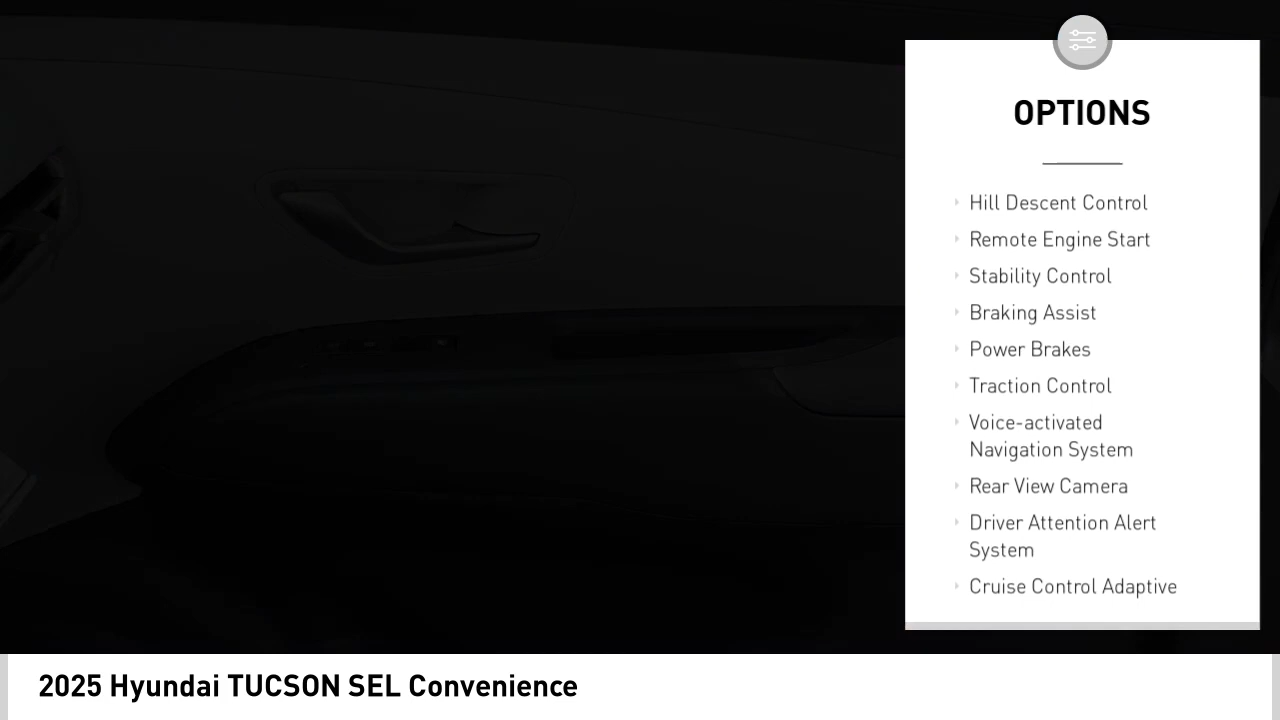 OPTIONS
Hill Descent Control
Remote Engine Start
Stability Control
Braking Assist
Power Brakes
Traction Control
Voice-activated
Navigation System
Rear View Camera
Driver Attention Alert
System
Cruise Control Adaptive
2025 Hyundai TUCSON SEL Convenience